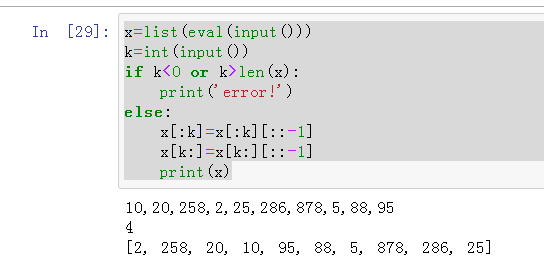 In [29]: x=list(eval(input()))
k=int(input())
if k<0 or k>len(x):
    print('error!')
else:
    x[:k]=x[:k][::-1]
    x[k:]=x[k:][::-1]
    print(x)
10,20,258,2,25,286,878,5,88,95
4
[2, 258, 20, 10, 95, 88, 5, 878, 286, 25]